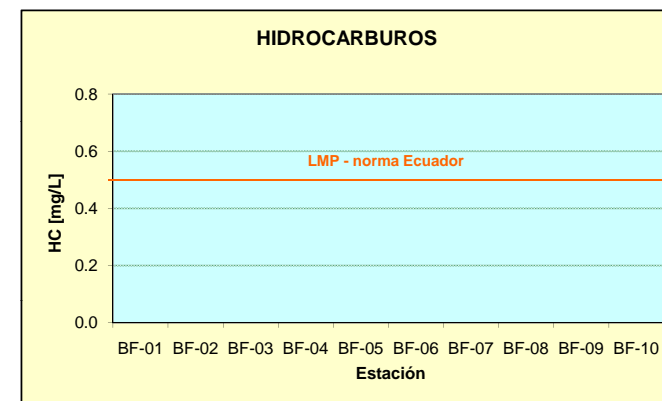 HIDROCARBUROS
0.8
0.6
LMP - norma Ecuador
0.4
0.2
0.0
HC [mg/L]
BF-01 BF-02 BF-03 BF-04 BF-05 BF-06 BF-07 BF-08 BF-09 BF-10
Estación